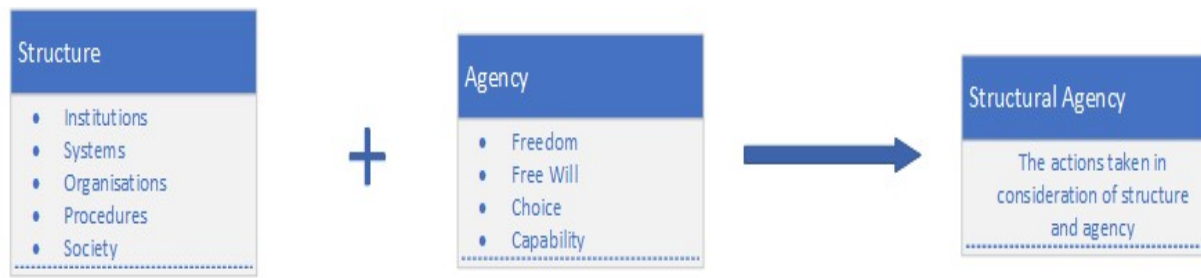 Structure
• Institutions
• Systems
• Organisations
• Procedures
• Society
+
Agency
• Freedom
• Free Will
• Choice
• Capability
Structural Agency
The actions taken in
consideration of structure
and agency